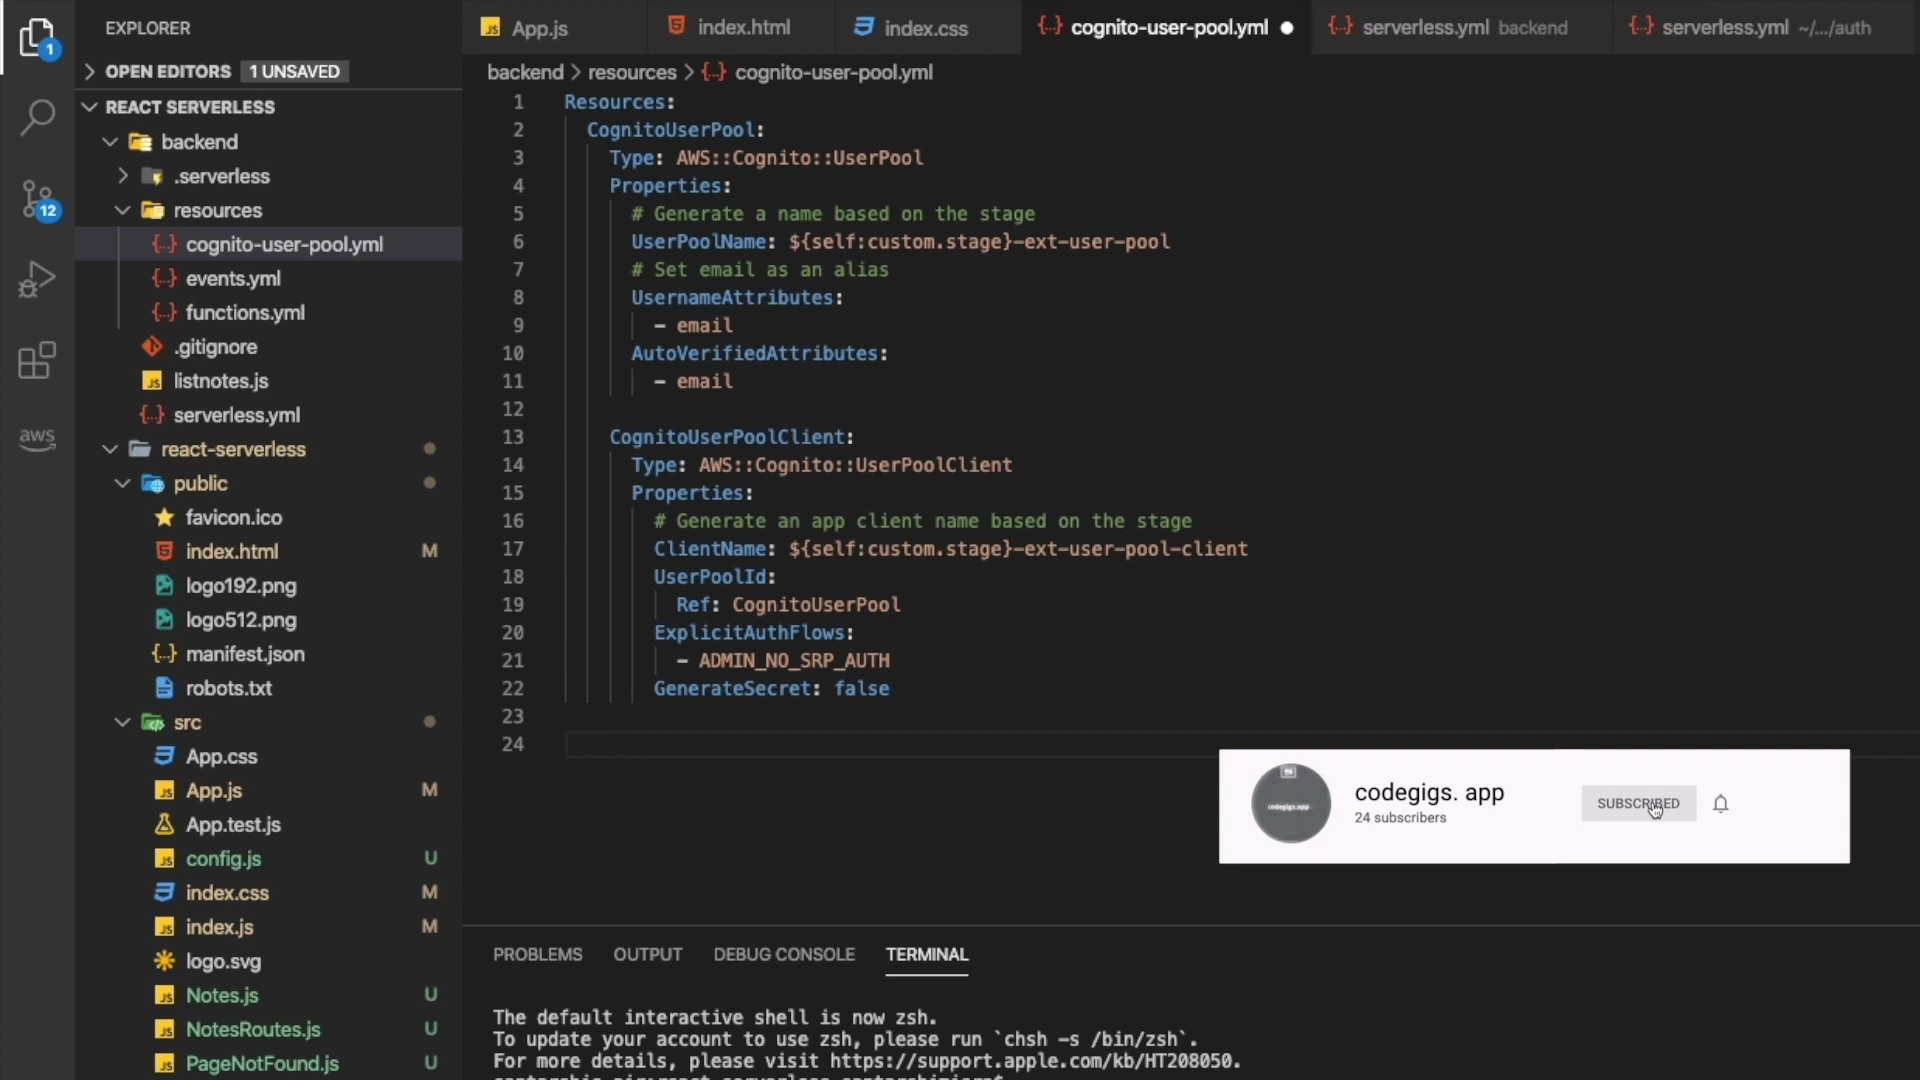 EXPLORER
OPEN EDITORS 1 UNSAVED
REACT SERVERLESS
backend
.serverless
resources
cognito-user-pool.yml
events.yml
functions.yml
.gitignore
listnotes.js
serverless.yml
react-serverless
public
favicon.ico
index.html M
logo192.png
logo512.png
manifest.json
robots.txt
src
App.css
App.js M
App.test.js
config.js U
index.css M
index.js M
logo.svg
Notes.js U
NotesRoutes.js U
PageNotFound.js U
1
12
aws
App.js
index.html
index.css
cognito-user-pool.yml
serverless.yml backend
serverless.yml ~/.../auth
backend > resources > cognito-user-pool.yml
1 Resources:
2 CognitoUserPool:
3 Type: AWS::Cognito::UserPool
4 Properties:
5 # Generate a name based on the stage
6 UserPoolName: ${self:custom.stage}-ext-user-pool
7 # Set email as an alias
8 UsernameAttributes:
9 - email
10 AutoVerifiedAttributes:
11 - email
12
13 CognitoUserPoolClient:
14 Type: AWS::Cognito::UserPoolClient
15 Properties:
16 # Generate an app client name based on the stage
17 ClientName: ${self:custom.stage}-ext-user-pool-client
18 UserPoolId:
19 Ref: CognitoUserPool
20 ExplicitAuthFlows:
21 - ADMIN_NO_SRP_AUTH
22 GenerateSecret: false
23
24
codegigs.app
codegigs. app
24 subscribers
SUBSCRIBED
PROBLEMS OUTPUT DEBUG CONSOLE TERMINAL
The default interactive shell is now zsh.
To update your account to use zsh, please run `chsh -s /bin/zsh`.
For more details, please visit https://support.apple.com/kb/HT208050.